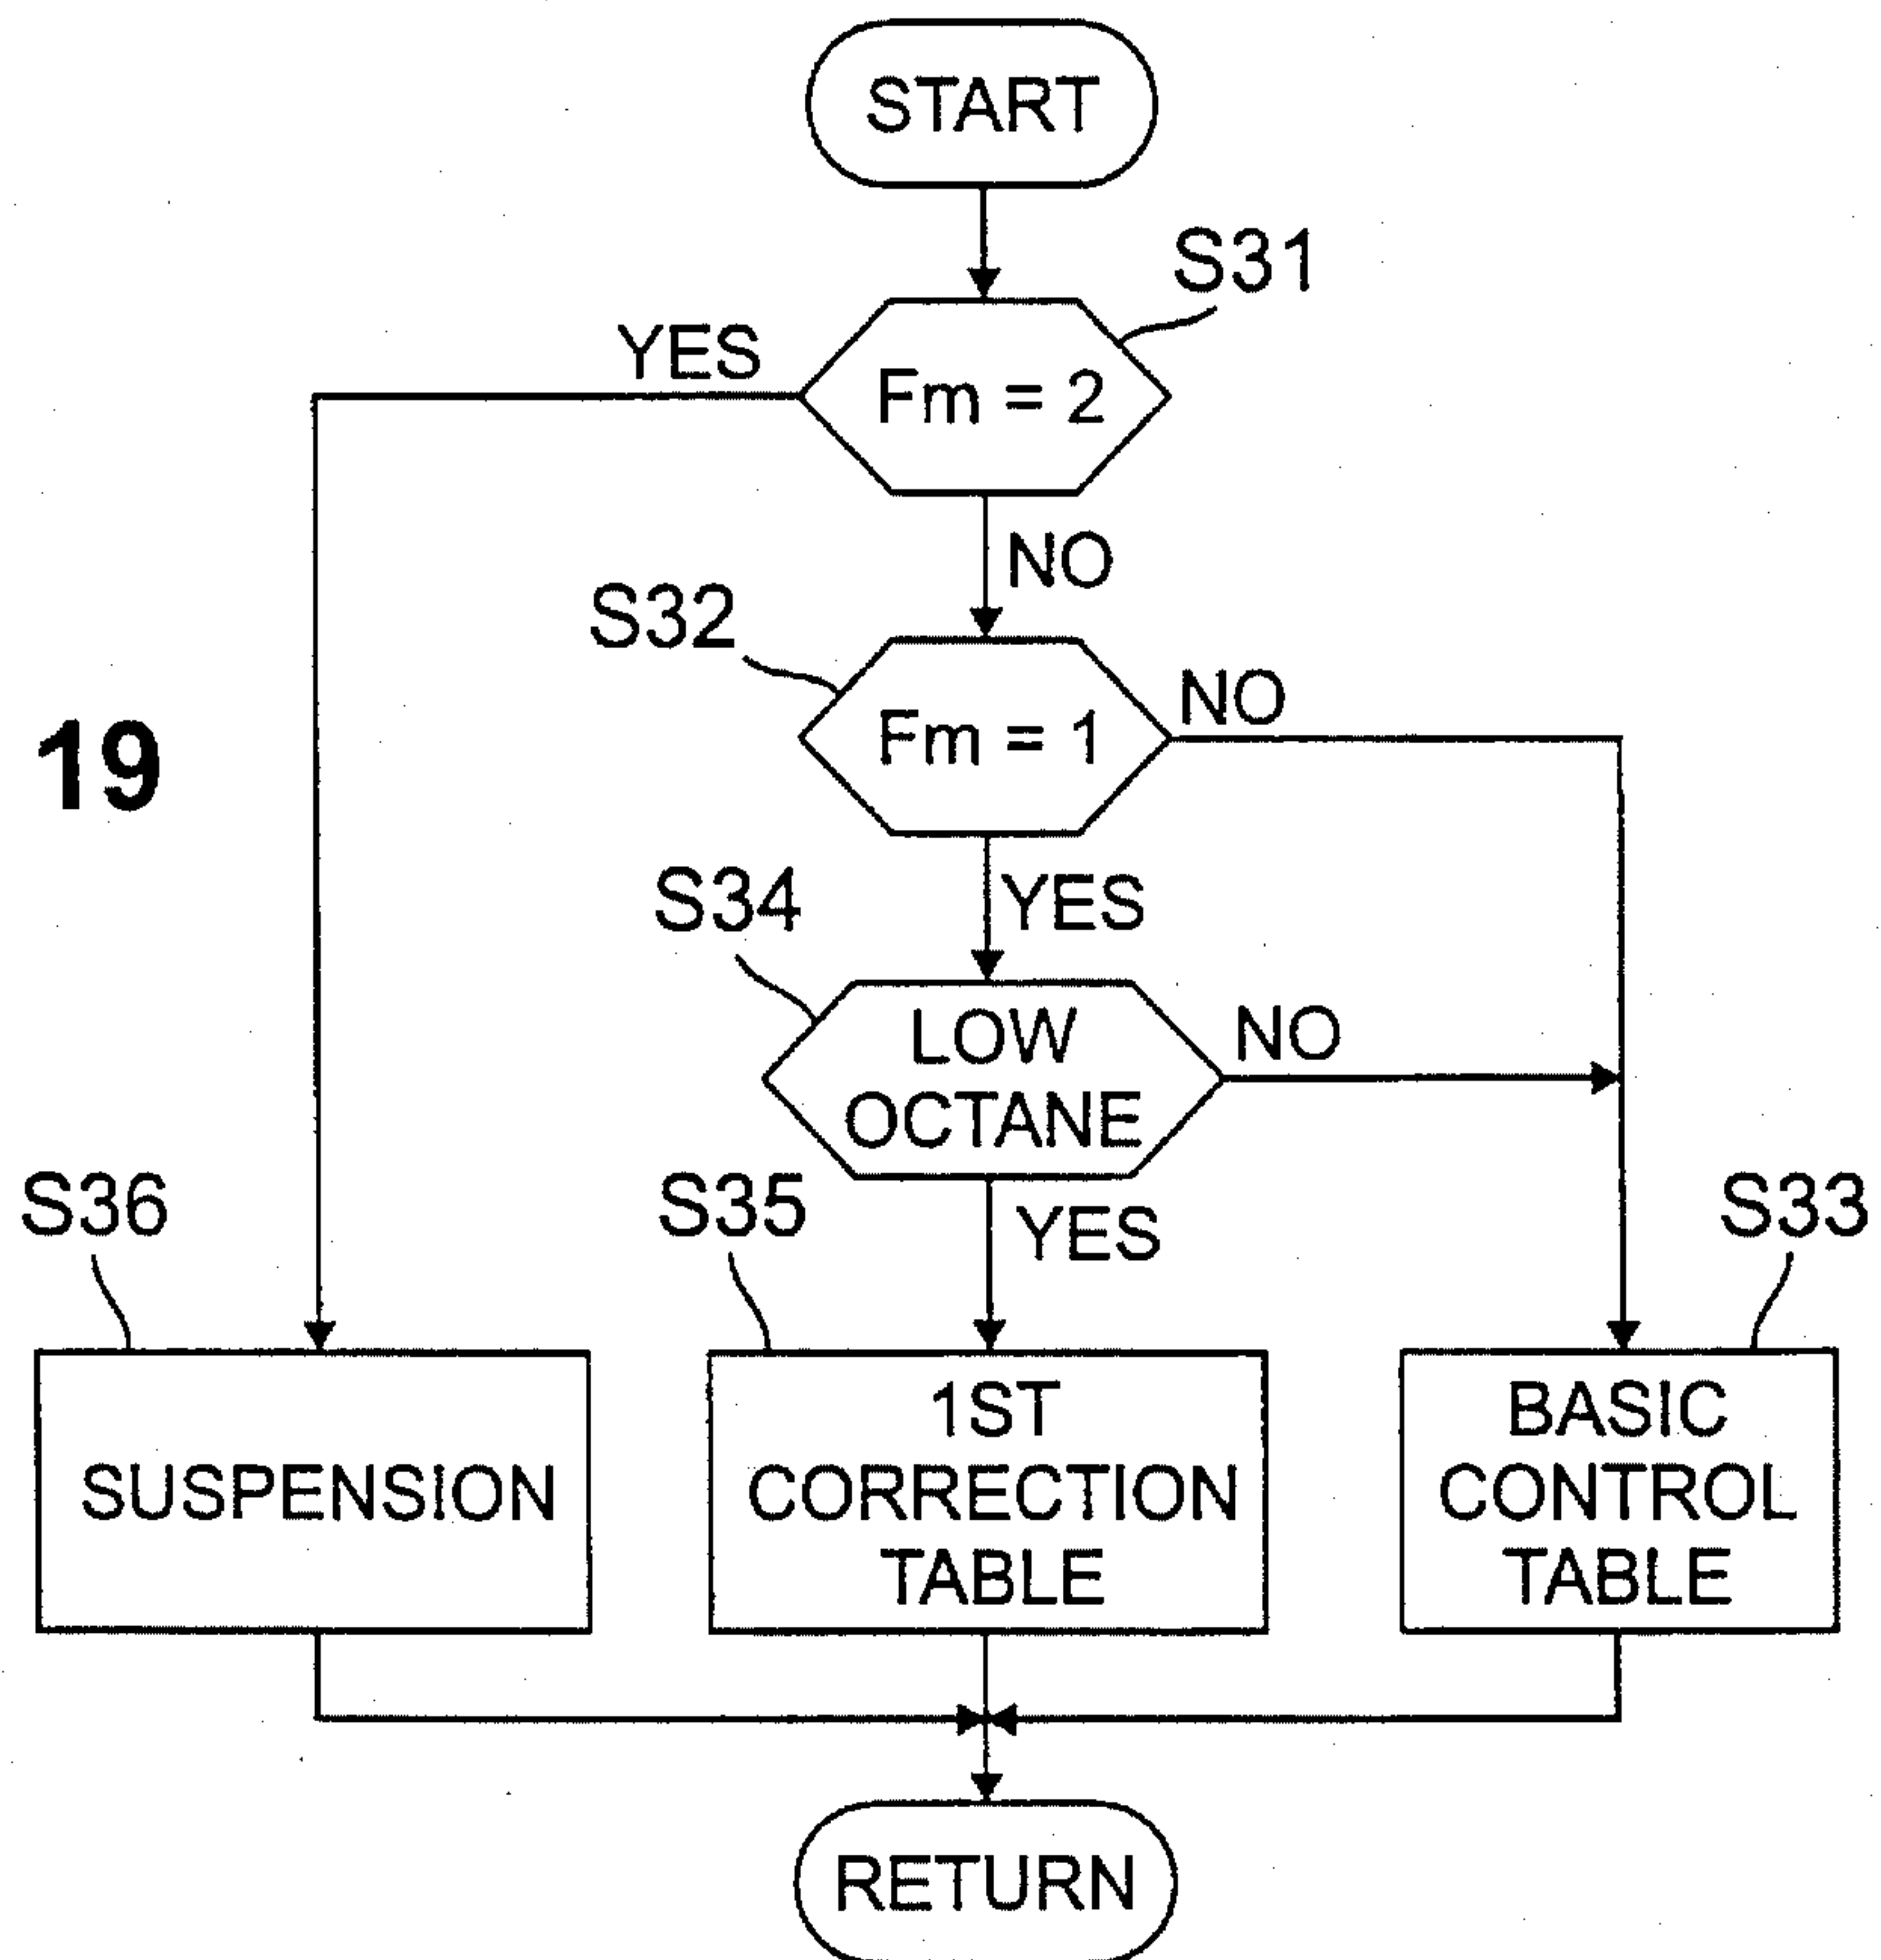 START
S31
YES
Fm = 2
NO
S32
Fm = 1
NO
19
YES
S34
LOW
OCTANE
NO
S36
S35
YES
S33
SUSPENSION
1ST
CORRECTION
TABLE
BASIC
CONTROL
TABLE
RETURN